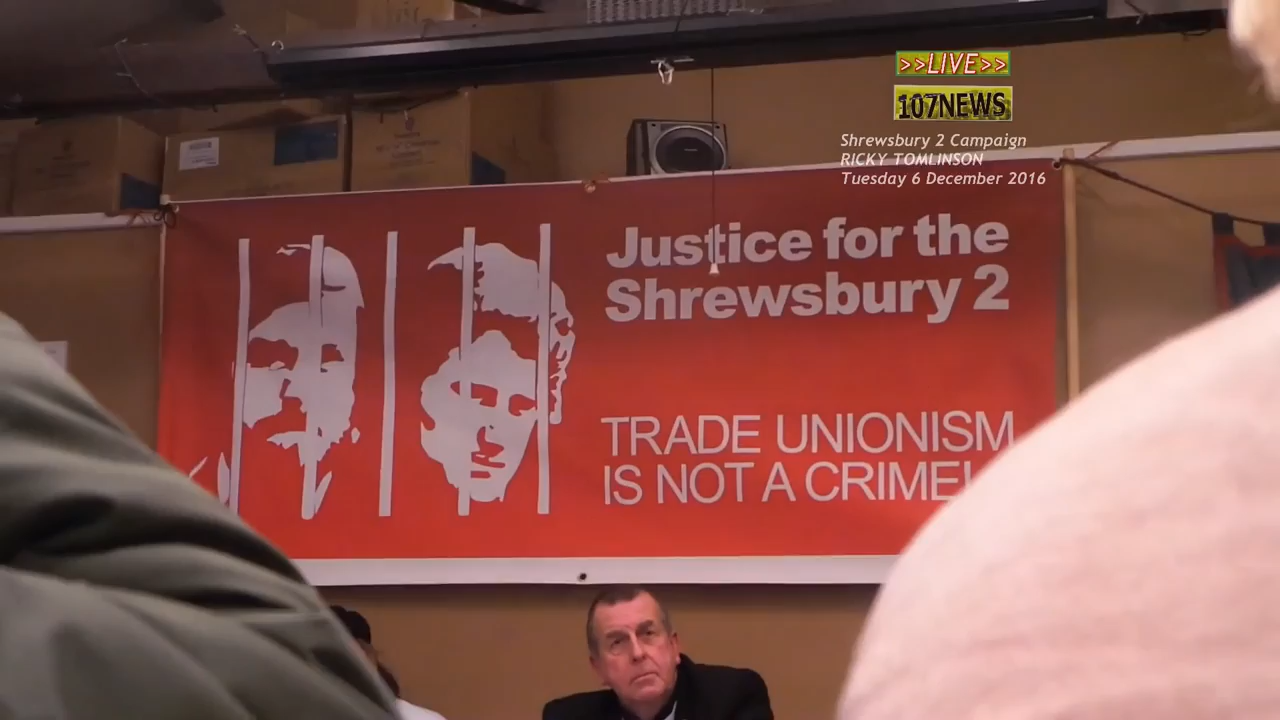 >>LIVE>>
107NEWS
Shrewsbury 2 Campaign
RICKY TOMLINSON
Tuesday 6 December 2016
Justice for the
Shrewsbury 2
TRADE UNIONISM
IS NOT A CRIME!